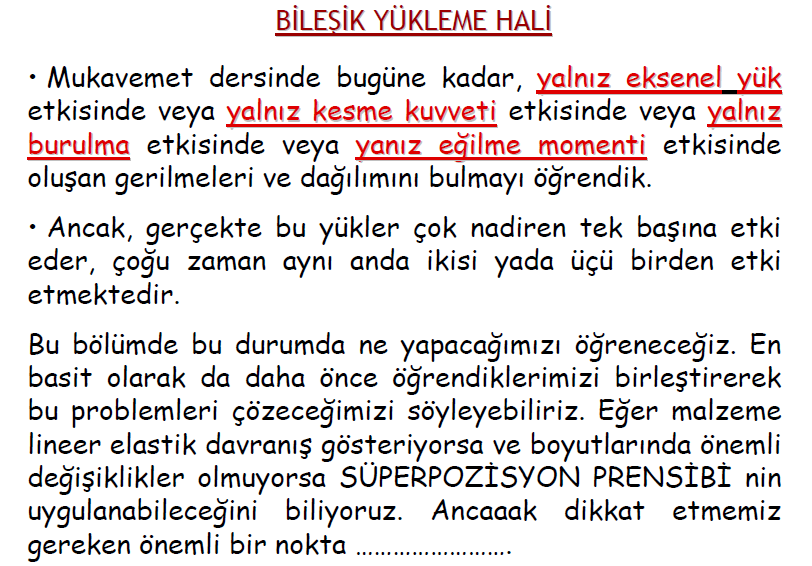 BİLEŞİK YÜKLEME HALİ
• Mukavemet dersinde bugüne kadar, yalnız eksenel yük
etkisinde veya yalnız kesme kuvveti etkisinde veya yalnız
burulma etkisinde veya yanız eğilme momenti etkisinde
oluşan gerilmeleri ve dağılımını bulmayı öğrendik.
• Ancak, gerçekte bu yükler çok nadiren tek başına etki
eder, çoğu zaman aynı anda ikisi yada üçü birden etki
etmektedir.
Bu bölümde bu durumda ne yapacağımızı öğreneceğiz. En
basit olarak da daha önce öğrendiklerimizi birleştirerek
bu problemleri çözeceğimizi söyleyebiliriz. Eğer malzeme
lineer elastik davranış gösteriyorsa ve boyutlarında önemli
değişiklikler olmuyorsa SÜPERPOZİSYON PRENSİBİ nin
uygulanabileceğini biliyoruz. Ancaaak dikkat etmemiz
gereken önemli bir nokta …………………….